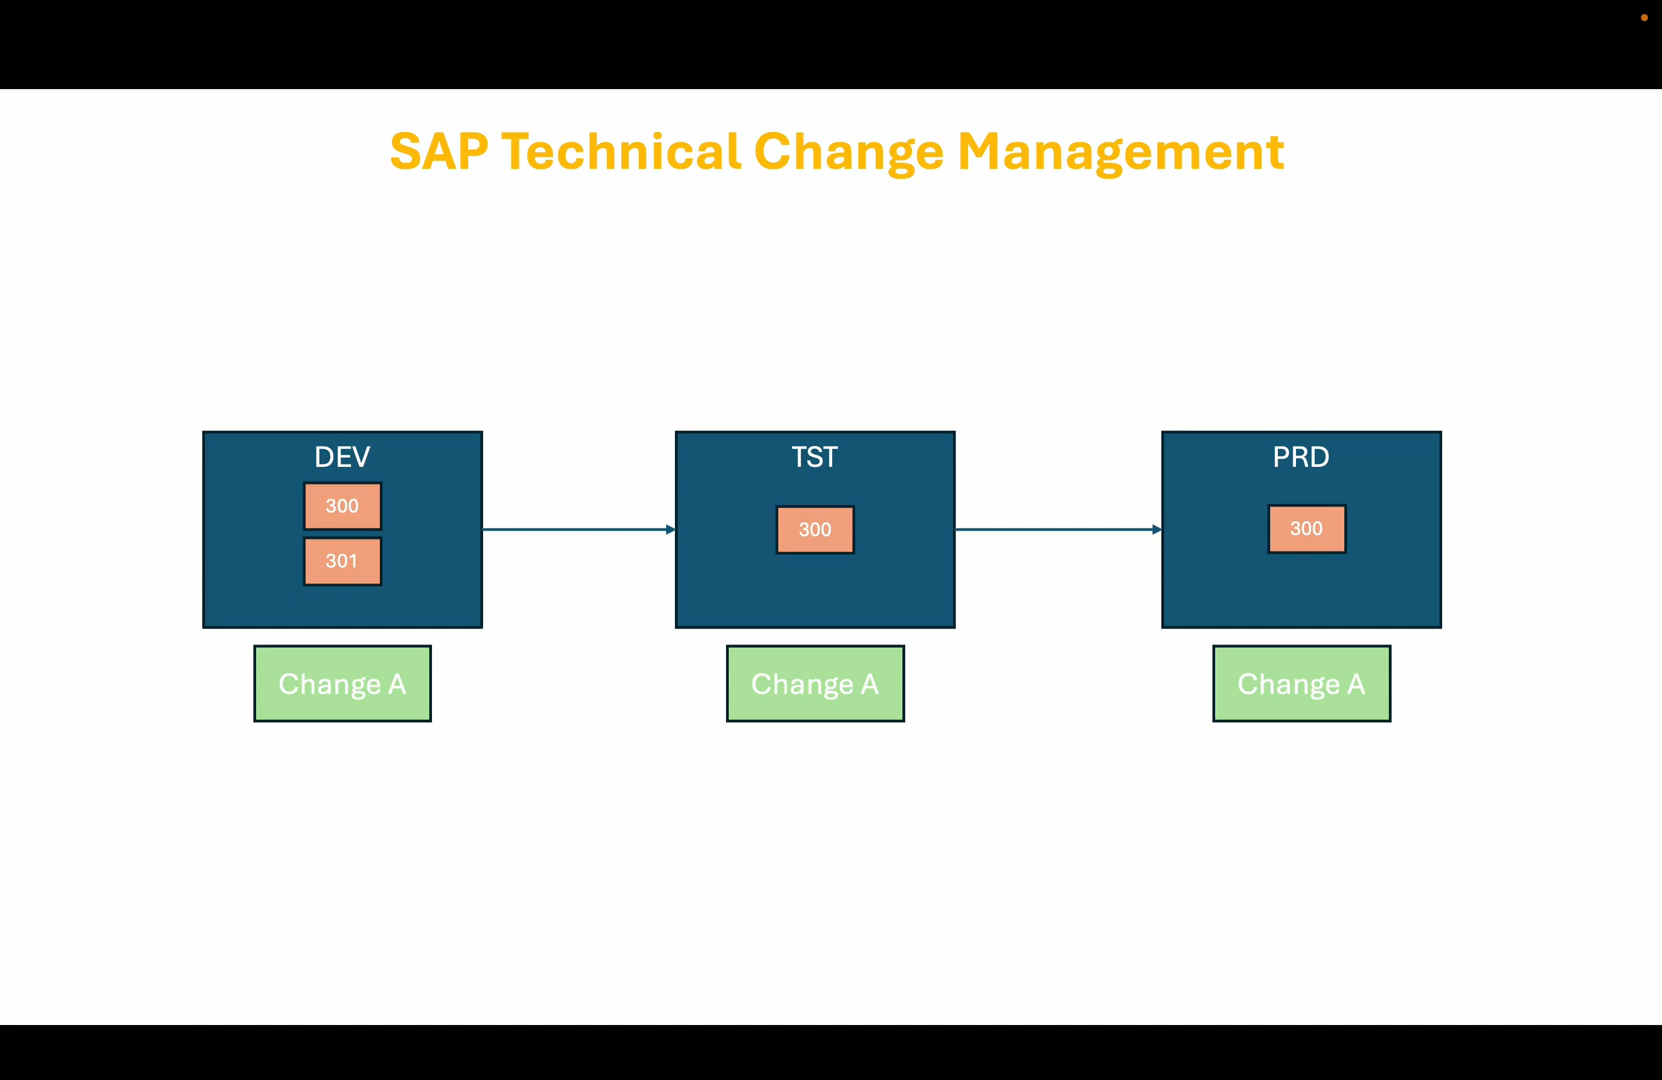 SAP Technical Change Management
DEV
300
301
TST
300
PRD
300
Change A
Change A
Change A